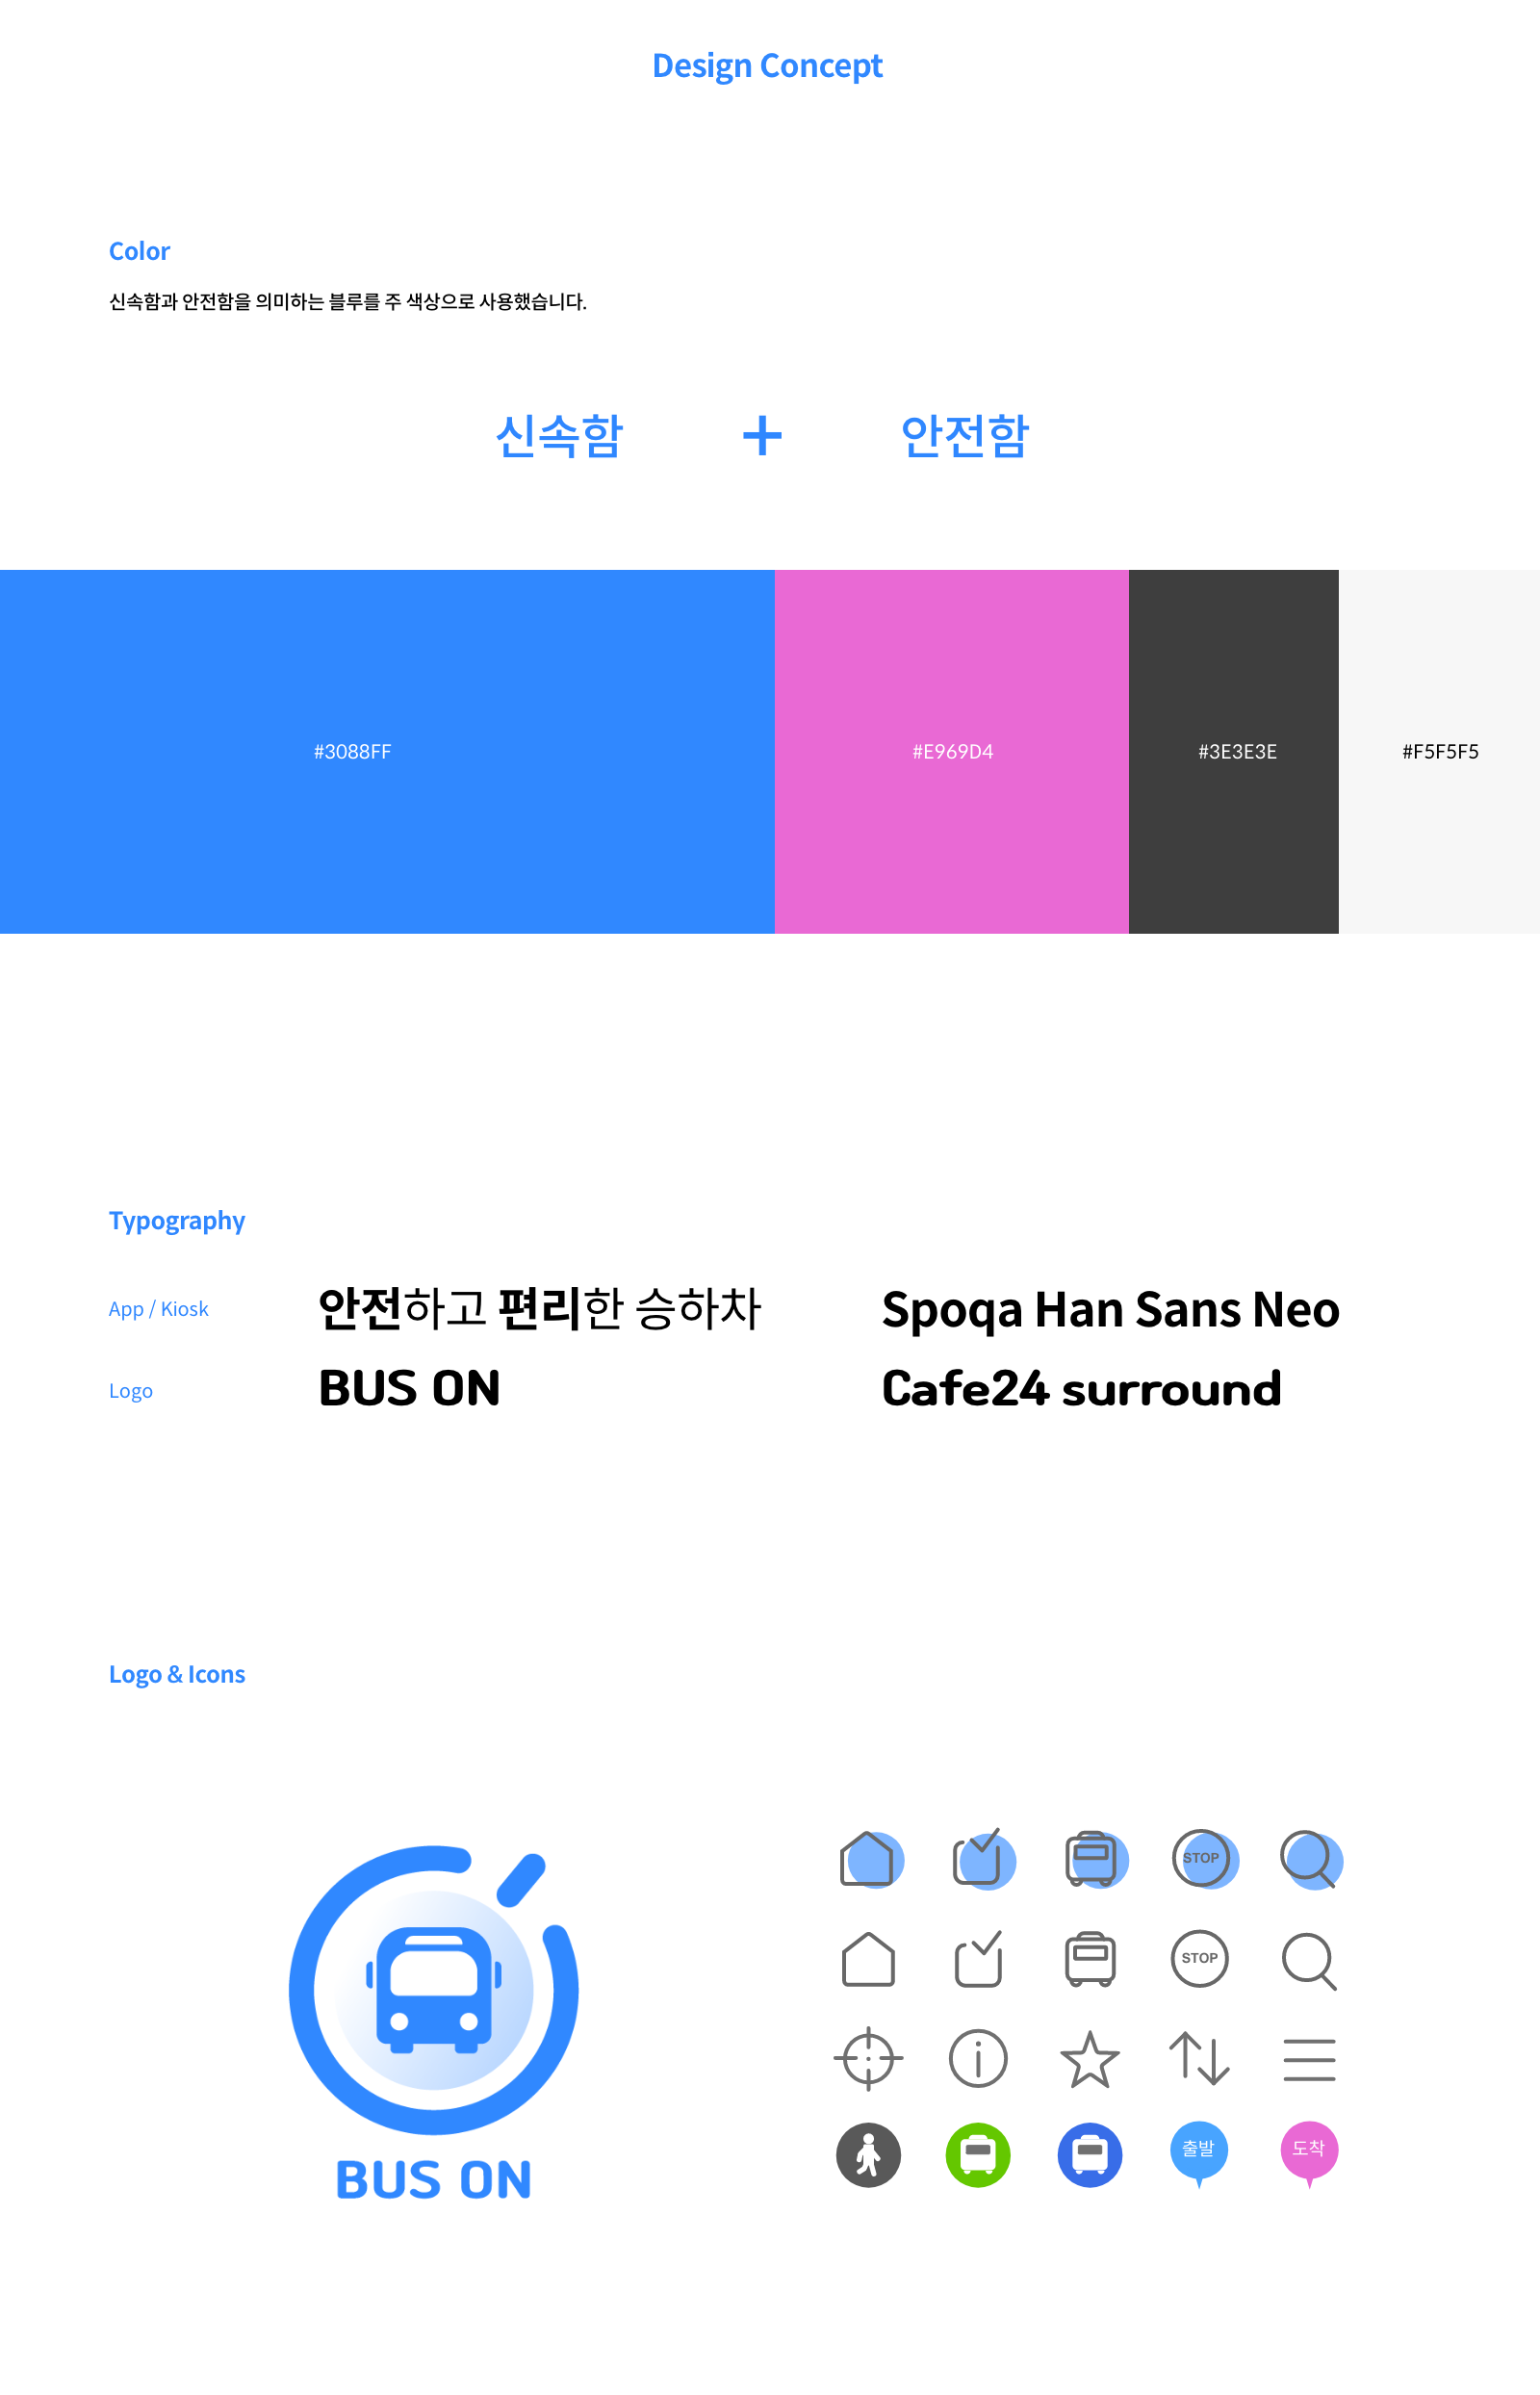 Design Concept
Color
신속함과 안전함을 의미하는 블루를 주 색상으로 사용했습니다.
신속함 + 안전함
#3088FF #E969D4 #3E3E3E #F5F5F5
Typography
App / Kiosk 안전하고 편리한 승하차 Spoqa Han Sans Neo
Logo BUS ON Cafe24 surround
Logo & Icons
STOP
STOP
출발 도착
BUS ON